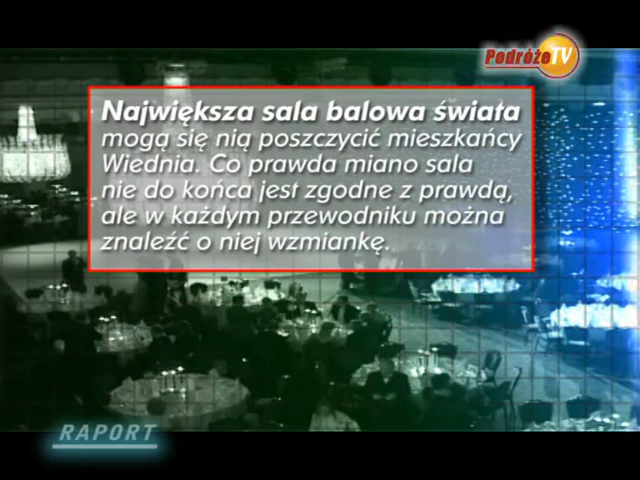 PodróżeTV
Największa sala balowa świata
mogą się nią poszczycić mieszkańcy
Wiednia. Co prawda miano sala
nie do końca jest zgodne z prawdą,
ale w każdym przewodniku można
znaleźć o niej wzmiankę.
RAPORT